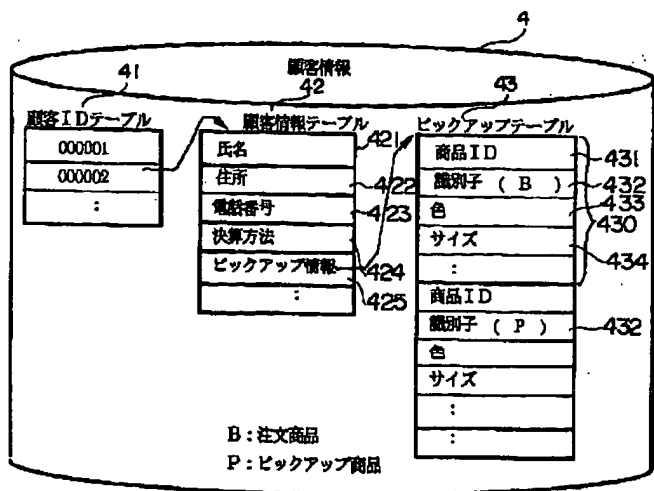 4
顧客情報
41
42
43
顧客IDテーブル
顧客情報テーブル
ピックアップテーブル
000001
000002
:
氏名
421
住所
422
電話番号
423
決算方法
424
ピックアップ情報
425
:
商品ID
431
識別子 ( B )
432
色
433
430
サイズ
434
:
商品ID
識別子 ( P )
432
色
サイズ
:
:
B:注文商品
P:ピックアップ商品